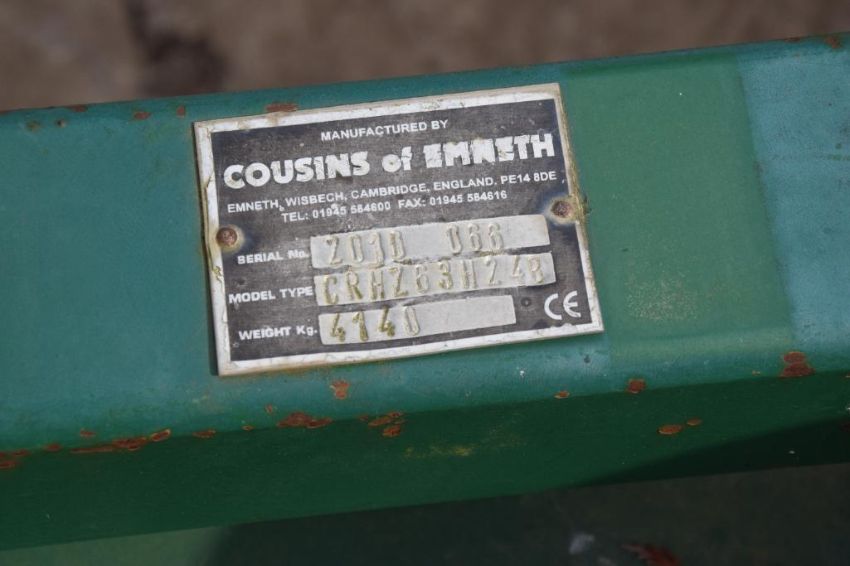 MANUFACTURED BY
COUSINS of EMNETH
EMNETH, WISBECH, CAMBRIDGE, ENGLAND, PE14 8DE
TEL: 01945 584600 FAX: 01945 584616
SERIAL No. 2010 066
MODEL TYPE CRHZ63HZ4B
WEIGHT Kg. 4140
CE